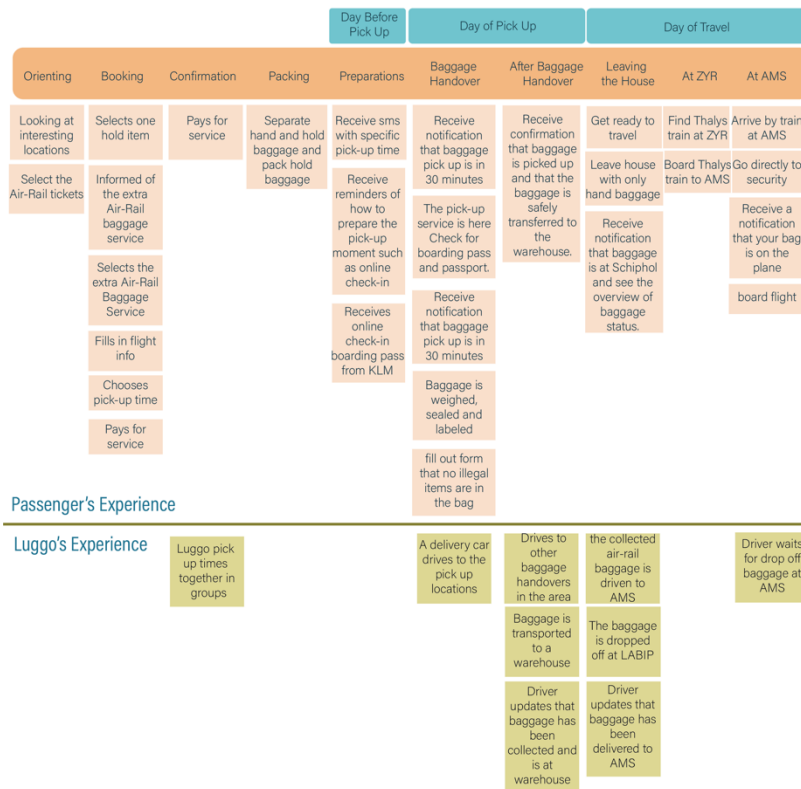 Day Before
Pick Up
Day of Pick Up
Day of Travel
Orienting
Booking
Confirmation
Packing
Preparations
Baggage
Handover
After Baggage
Handover
Leaving
the House
At ZYR
At AMS
Looking at
interesting
locations
Select the
Air-Rail tickets
Selects one
hold item
Informed of
the extra
Air-Rail
baggage
service
Selects the
extra Air-Rail
Baggage
Service
Fills in flight
info
Chooses
pick-up time
Pays for
service
Pays for
service
Separate
hand and hold
baggage and
pack hold
baggage
Receive sms
with specific
pick-up time
Receive
reminders of
how to
prepare the
pick-up
moment such
as online
check-in
Receives
online
check-in
boarding pass
from KLM
Receive
notification
that baggage
pick up is in
30 minutes
The pick-up
service is here
Check for
boarding pass
and passport.
Receive
notification
that baggage
pick up is in
30 minutes
Baggage is
weighed,
sealed and
labeled
fill out form
that no illegal
items are in
the bag
Receive
confirmation
that baggage
is picked up
and that the
baggage is
safely
transferred to
the
warehouse.
Get ready to
travel
Leave house
with only
hand baggage
Receive
notification
that baggage
is at Schiphol
and see the
overview of
baggage
status.
Find Thalys
train at ZYR
Board Thalys
train to AMS
Arrive by train
at AMS
Go directly to
security
Receive a
notification
that your bag
is on the
plane
board flight
Passenger's Experience
Luggo's Experience
Luggo pick
up times
together in
groups
A delivery car
drives to the
pick up
locations
Drives to
other
baggage
handovers
in the area
Baggage is
transported
to a
warehouse
Driver
updates that
baggage has
been
collected and
is at
warehouse
the collected
air-rail
baggage is
driven to
AMS
The baggage
is dropped
off at LABIP
Driver
updates that
baggage has
been
delivered to
AMS
Driver waits
for drop off
baggage at
AMS